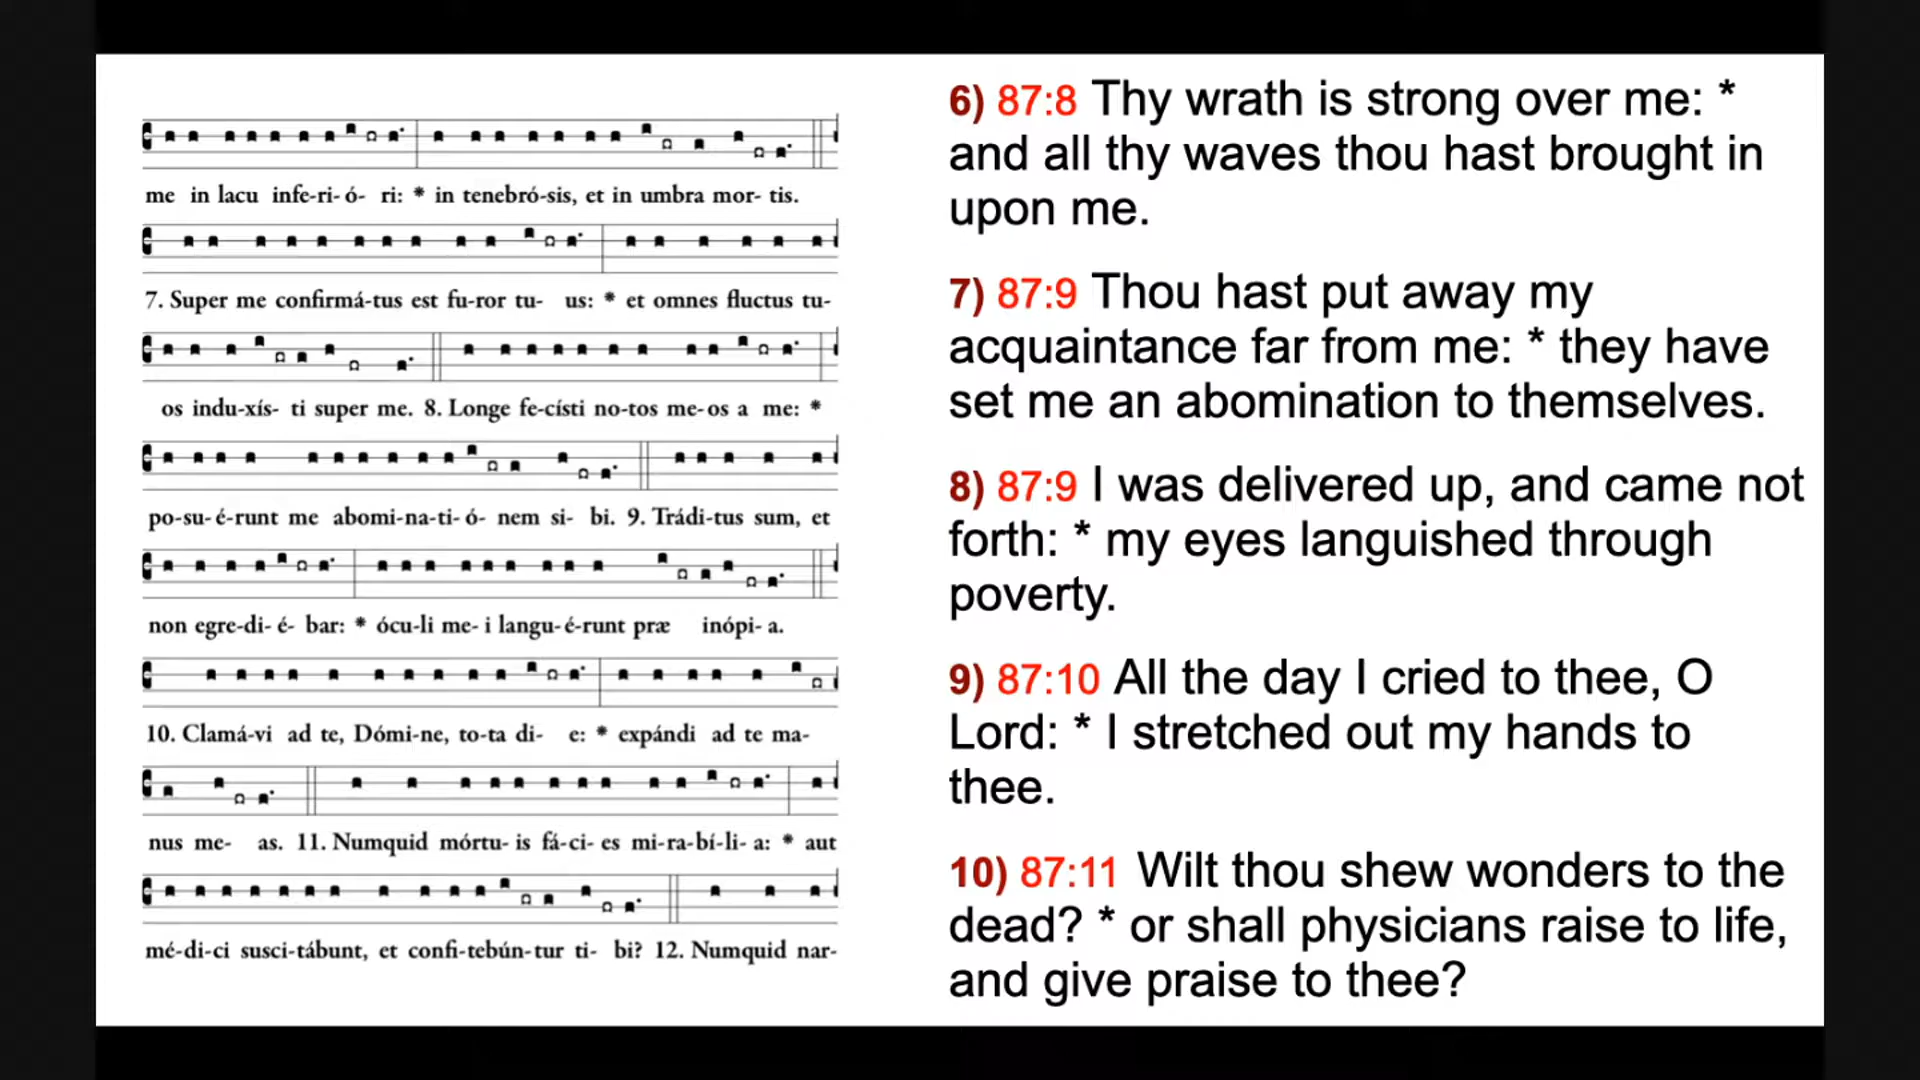 me in lacu infe-ri-ó- ri: * in tenebró-sis, et in umbra mor- tis.
7. Super me confirmá-tus est fu-ror tu- us: * et omnes fluctus tu-
os indu-xís- ti super me. 8. Longe fe-císti no-tos me-os a me: *
po-su-é-runt me abomi-na-ti-ó- nem si- bi. 9. Trádi-tus sum, et
non egre-di-é- bar: * ócu-li me-i langu-é-runt præ inópi-a.
10. Clamá-vi ad te, Dómi-ne, to-ta di- e: * expándi ad te ma-
nus me- as. 11. Numquid mórtu-is fá-ci-es mi-ra-bí-li-a: * aut
mé-di-ci susci-tábunt, et confi-tebún-tur ti- bi? 12. Numquid nar-
6) 87:8 Thy wrath is strong over me: *
and all thy waves thou hast brought in
upon me.
7) 87:9 Thou hast put away my
acquaintance far from me: * they have
set me an abomination to themselves.
8) 87:9 I was delivered up, and came not
forth: * my eyes languished through
poverty.
9) 87:10 All the day I cried to thee, O
Lord: * I stretched out my hands to
thee.
10) 87:11 Wilt thou shew wonders to the
dead? * or shall physicians raise to life,
and give praise to thee?